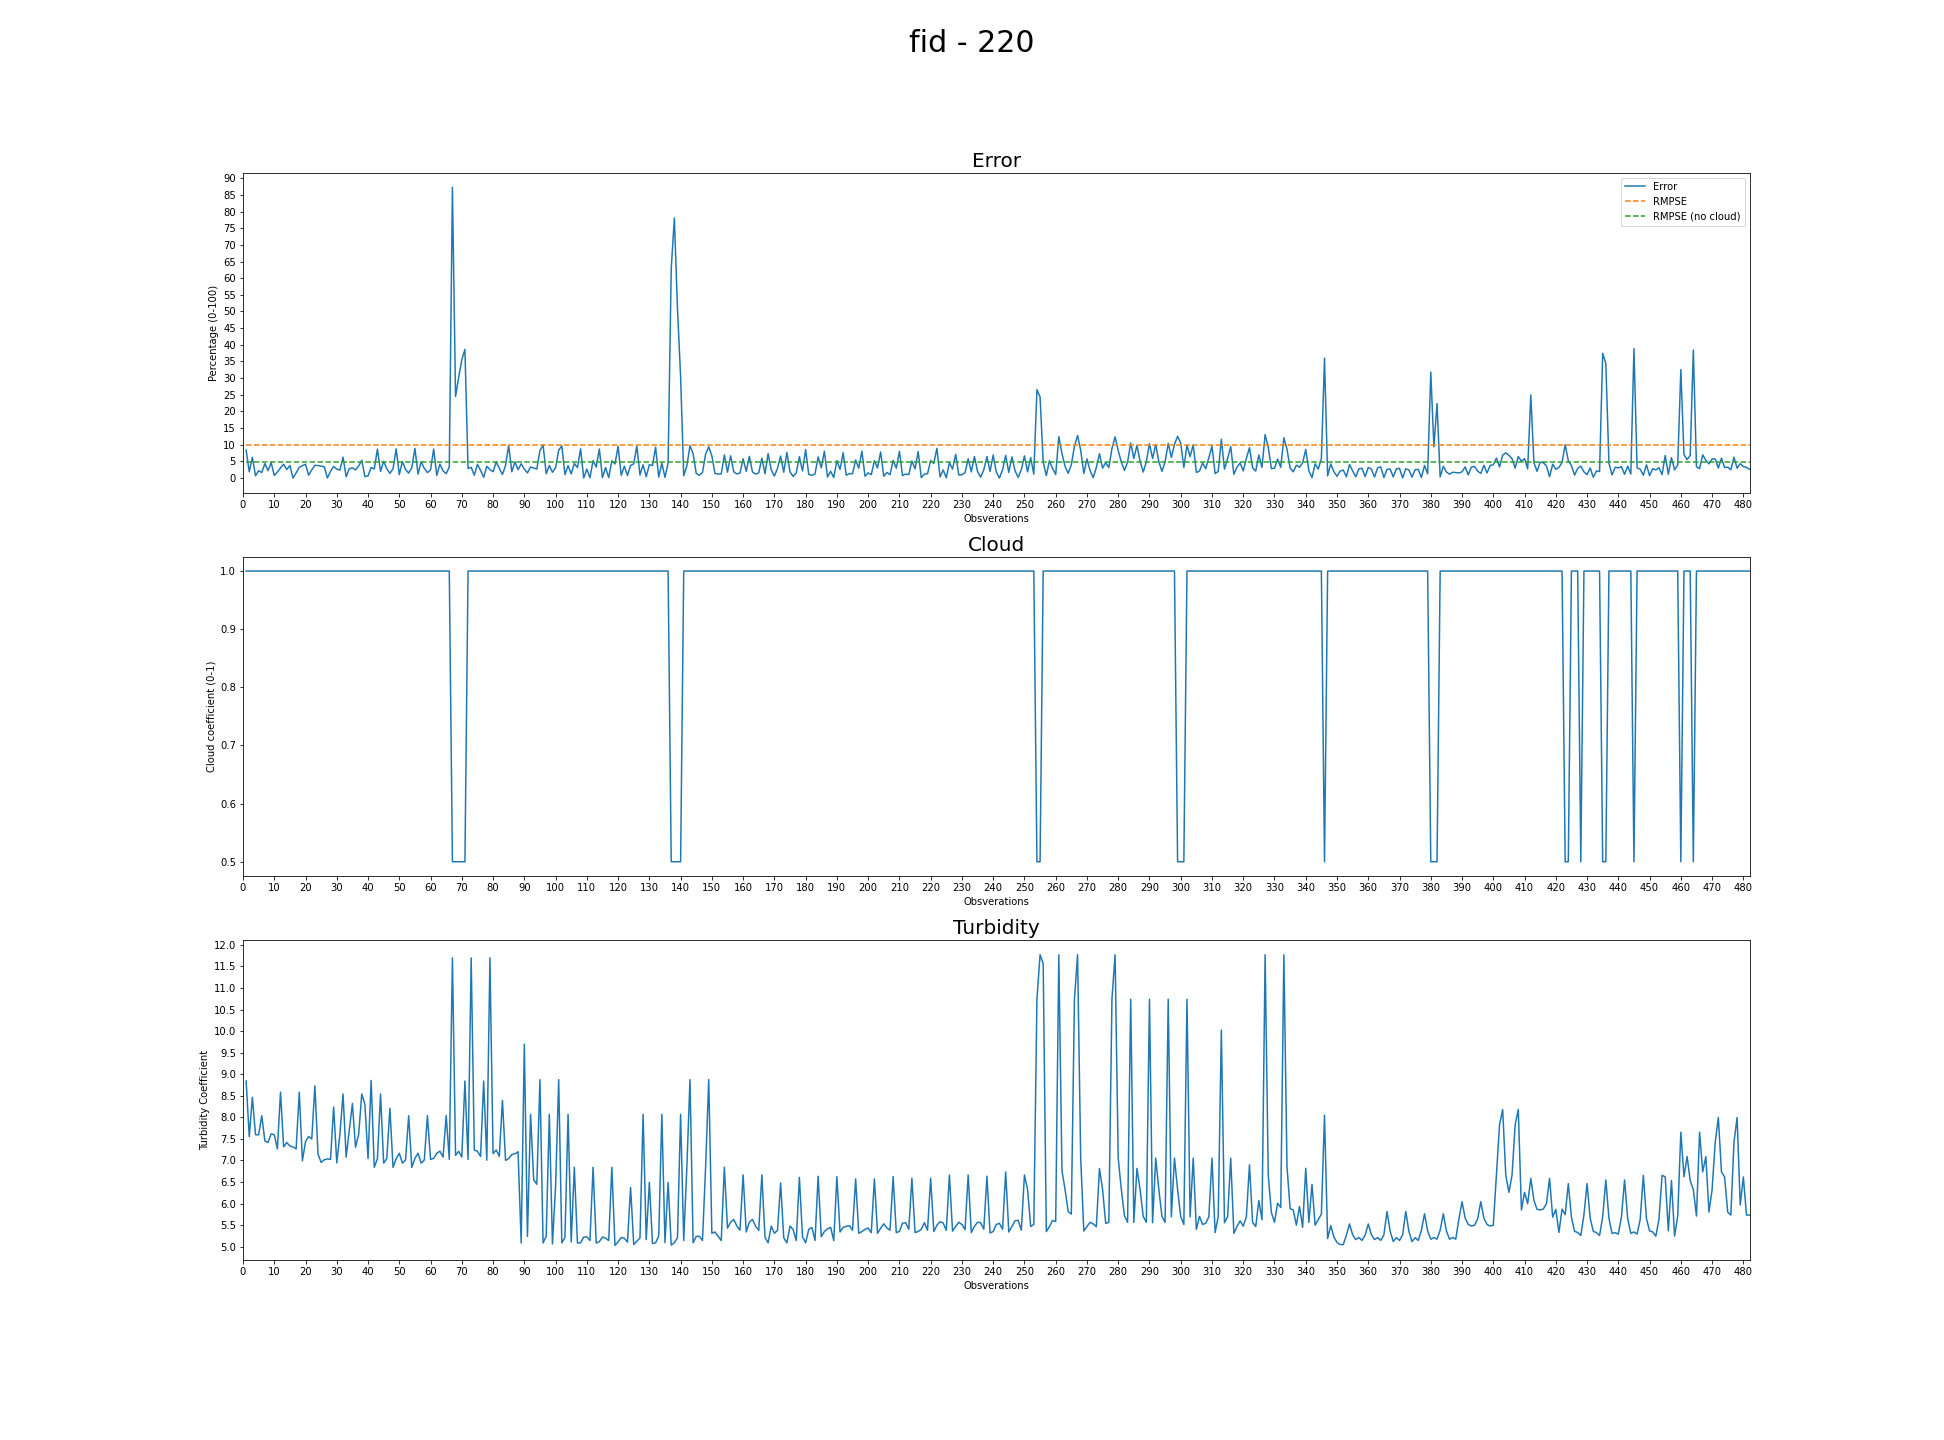 fid - 220
Error
90
85
80
75
70
65
60
55
50
45
40
35
30
25
20
15
10
5
0
Percentage (0-100)
Error
RMPSE
RMPSE (no cloud)
0 10 20 30 40 50 60 70 80 90 100 110 120 130 140 150 160 170 180 190 200 210 220 230 240 250 260 270 280 290 300 310 320 330 340 350 360 370 380 390 400 410 420 430 440 450 460 470 480
Obsverations
Cloud
1.0
0.9
0.8
0.7
0.6
0.5
Cloud coefficient (0-1)
0 10 20 30 40 50 60 70 80 90 100 110 120 130 140 150 160 170 180 190 200 210 220 230 240 250 260 270 280 290 300 310 320 330 340 350 360 370 380 390 400 410 420 430 440 450 460 470 480
Obsverations
Turbidity
12.0
11.5
11.0
10.5
10.0
9.5
9.0
8.5
8.0
7.5
7.0
6.5
6.0
5.5
5.0
Turbidity Coefficient
0 10 20 30 40 50 60 70 80 90 100 110 120 130 140 150 160 170 180 190 200 210 220 230 240 250 260 270 280 290 300 310 320 330 340 350 360 370 380 390 400 410 420 430 440 450 460 470 480
Obsverations